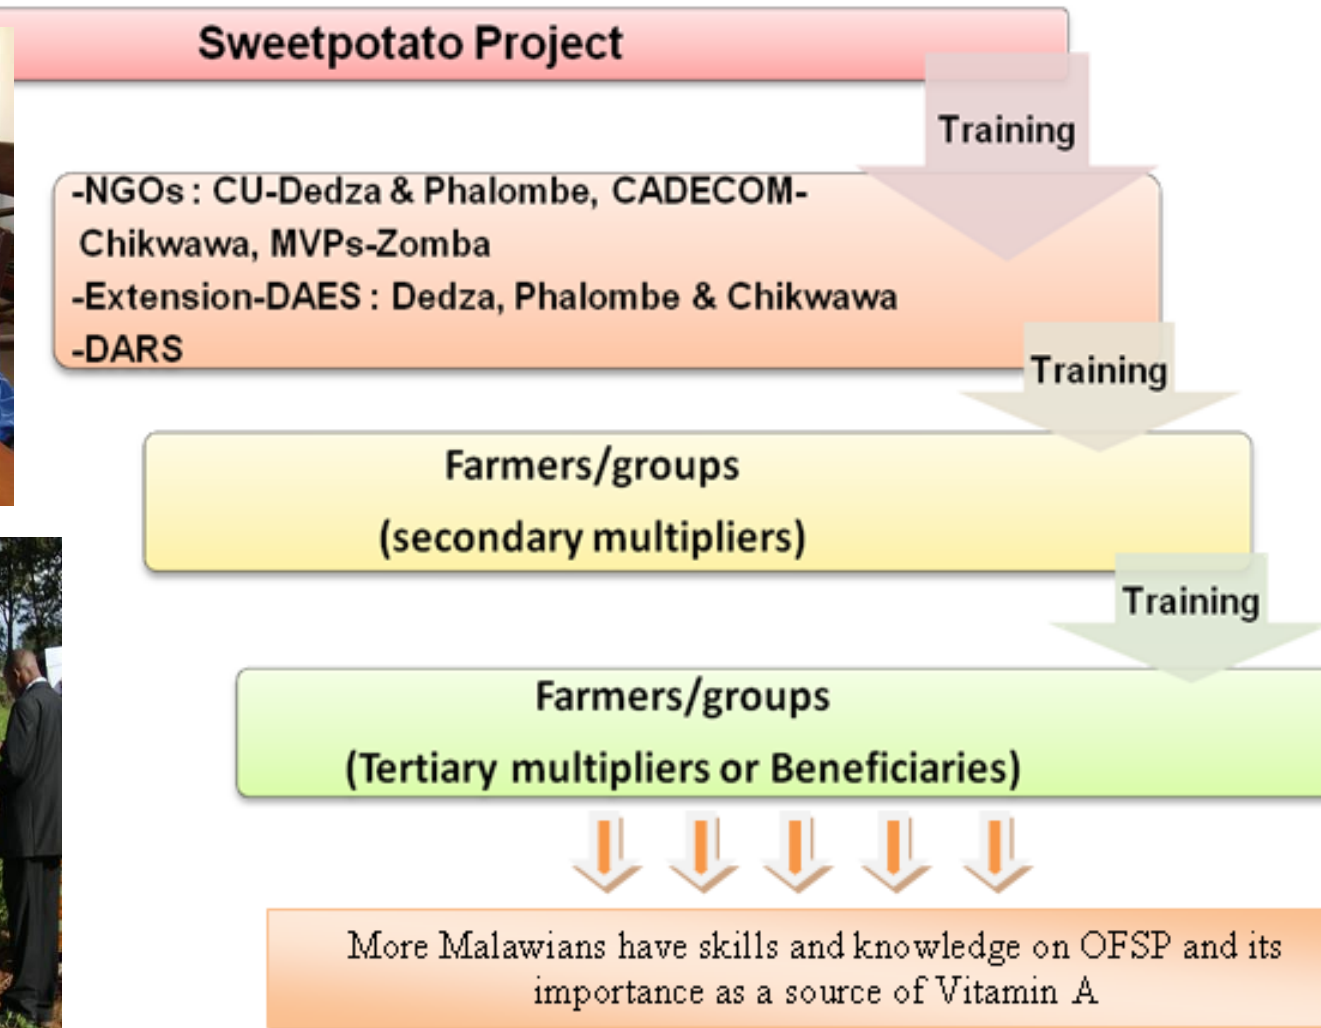 Sweetpotato Project
Training
-NGOs : CU-Dedza & Phalombe, CADECOM-
Chikwawa, MVPs-Zomba
-Extension-DAES : Dedza, Phalombe & Chikwawa
-DARS
Training
Farmers/groups
(secondary multipliers)
Training
Farmers/groups
(Tertiary multipliers or Beneficiaries)
More Malawians have skills and knowledge on OFSP and its
importance as a source of Vitamin A